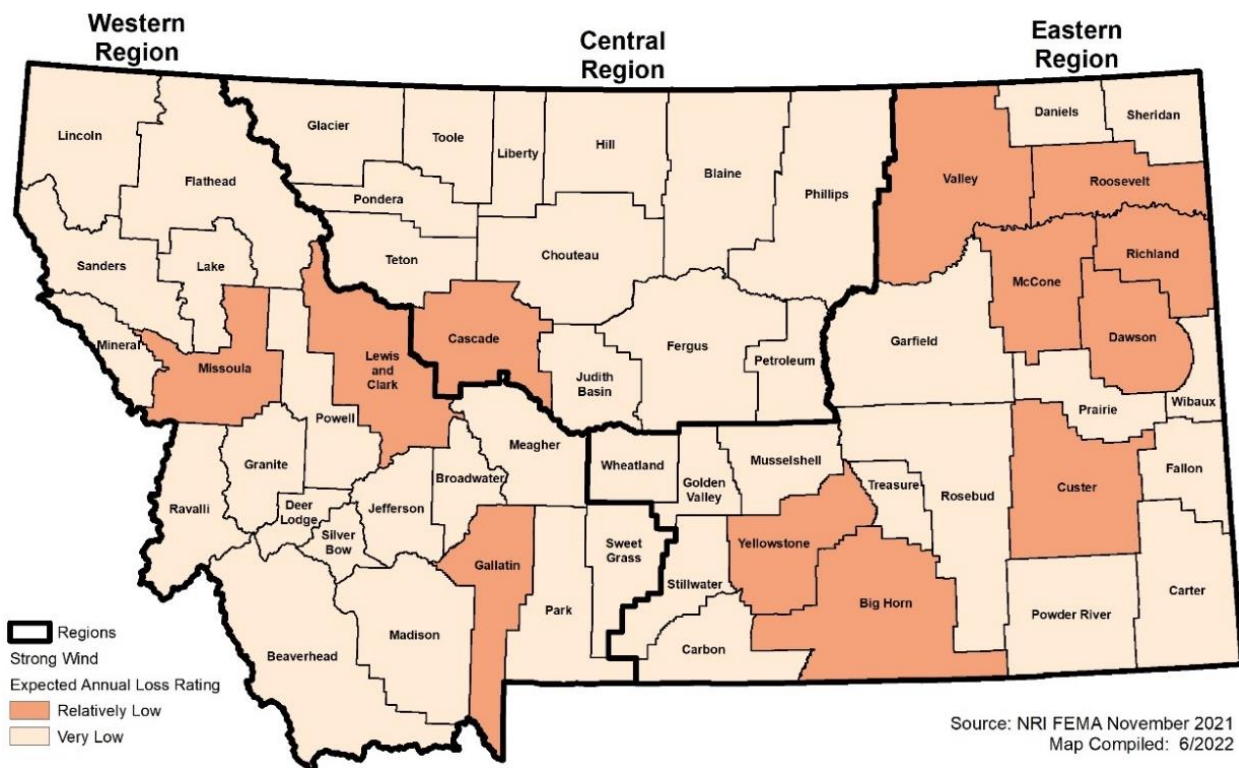 Western
Region
Central
Region
Eastern
Region
Lincoln
Flathead
Glacier
Toole
Liberty
Hill
Blaine
Phillips
Valley
Daniels
Sheridan
Roosevelt
Pondera
Teton
Chouteau
Sanders
Lake
Mineral
Missoula
Lewis
and
Clark
Cascade
Judith
Basin
Fergus
Petroleum
Garfield
McCone
Richland
Dawson
Prairie
Wibaux
Powell
Granite
Ravalli
Deer
Lodge
Silver
Bow
Jefferson
Broadwater
Meagher
Wheatland
Golden
Valley
Musselshell
Treasure
Rosebud
Custer
Fallon
Gallatin
Park
Sweet
Grass
Stillwater
Yellowstone
Big Horn
Powder River
Carter
Carbon
Madison
Beaverhead
Regions
Strong Wind
Expected Annual Loss Rating
Relatively Low
Very Low
Source: NRI FEMA November 2021
Map Compiled: 6/2022